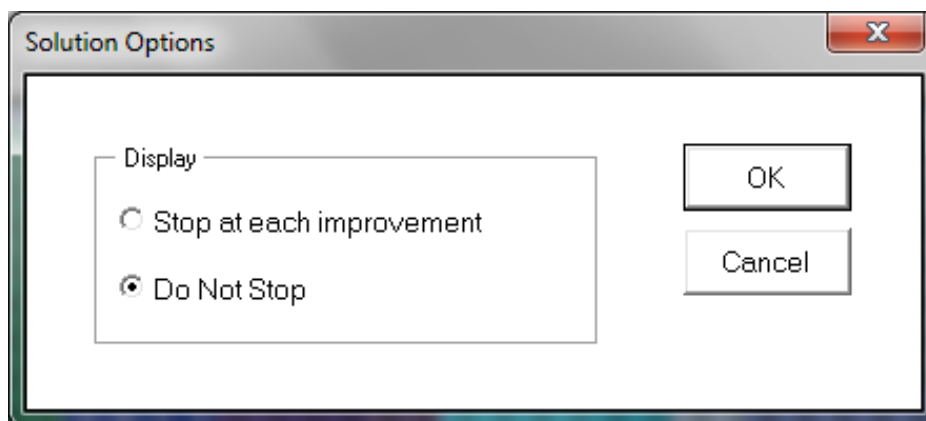 Solution Options
Display
Stop at each improvement
Do Not Stop
OK
Cancel